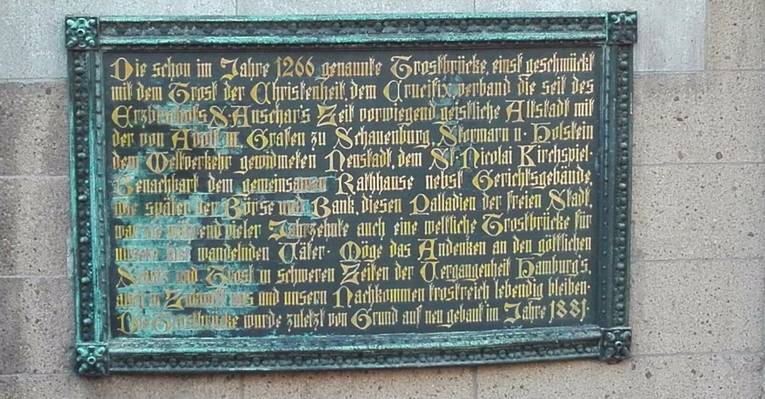 Die schon im Jahre 1266 genannte Trostbrücke, einst geschmückt
mit dem Trost der Christenheit, dem Crucifix, verband die seit des
Erzbischofs S. Anschar's Zeit vorwiegend geistliche Altstadt mit
der von Adolf III. Grafen zu Schauenburg, Stormarn u. Holstein
dem Weltverkehr gewidmeten Neustadt, dem St. Nicolai Kirchspiel.
Benachbart dem gemeinsamen Rathhause nebst Gerichtsgebäude,
wie später der Börse und Bank, diesen Palladien der freien Stadt,
war sie während vieler Jahrzehnte auch eine weltliche Trostbrücke für
unsere hier wandelnden Väter. Möge das Andenken an den göttlichen
Schutz und Trost in schweren Zeiten der Vergangenheit Hamburg's,
auch in Zukunft uns und unsern Nachkommen trostreich lebendig bleiben.
Die Trostbrücke wurde zuletzt von Grund auf neu gebaut im Jahre 1881.